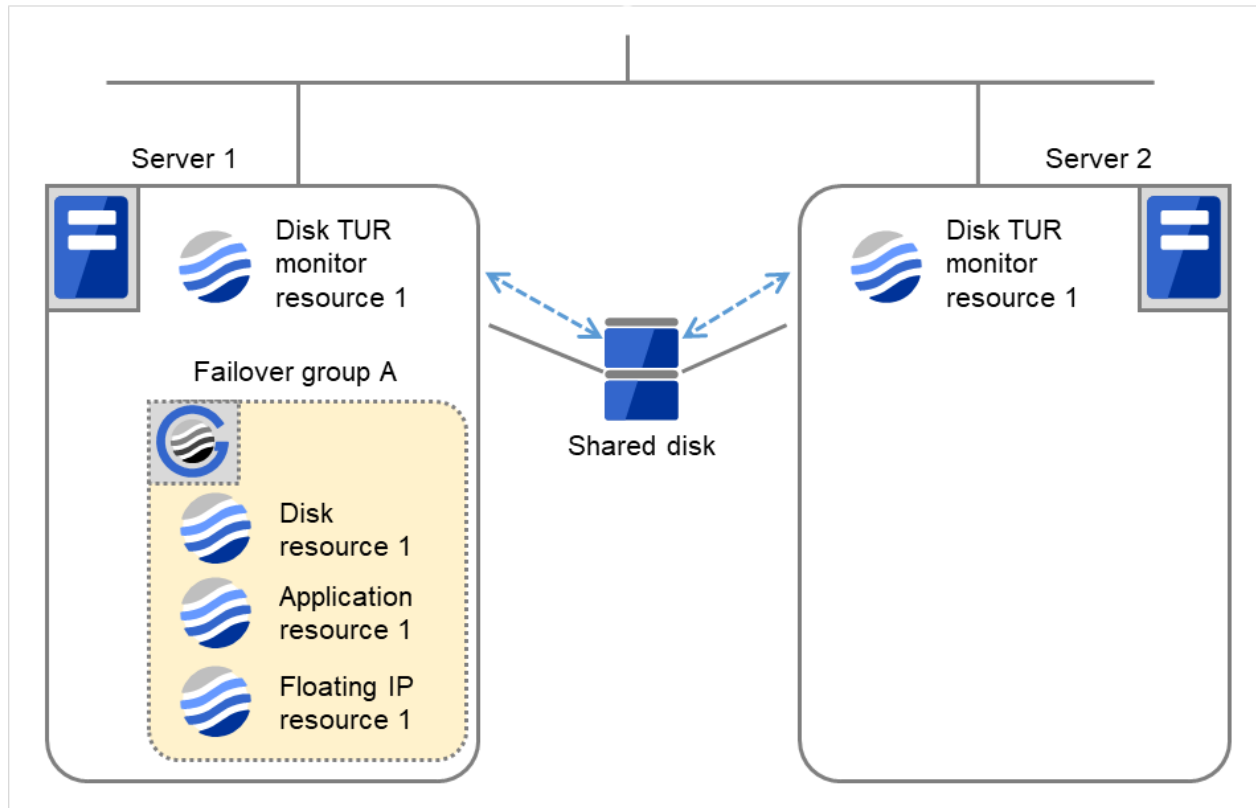 Server 1
Server 2
Disk TUR
monitor
resource 1
Disk TUR
monitor
resource 1
Failover group A
Shared disk
Disk
resource 1
Application
resource 1
Floating IP
resource 1